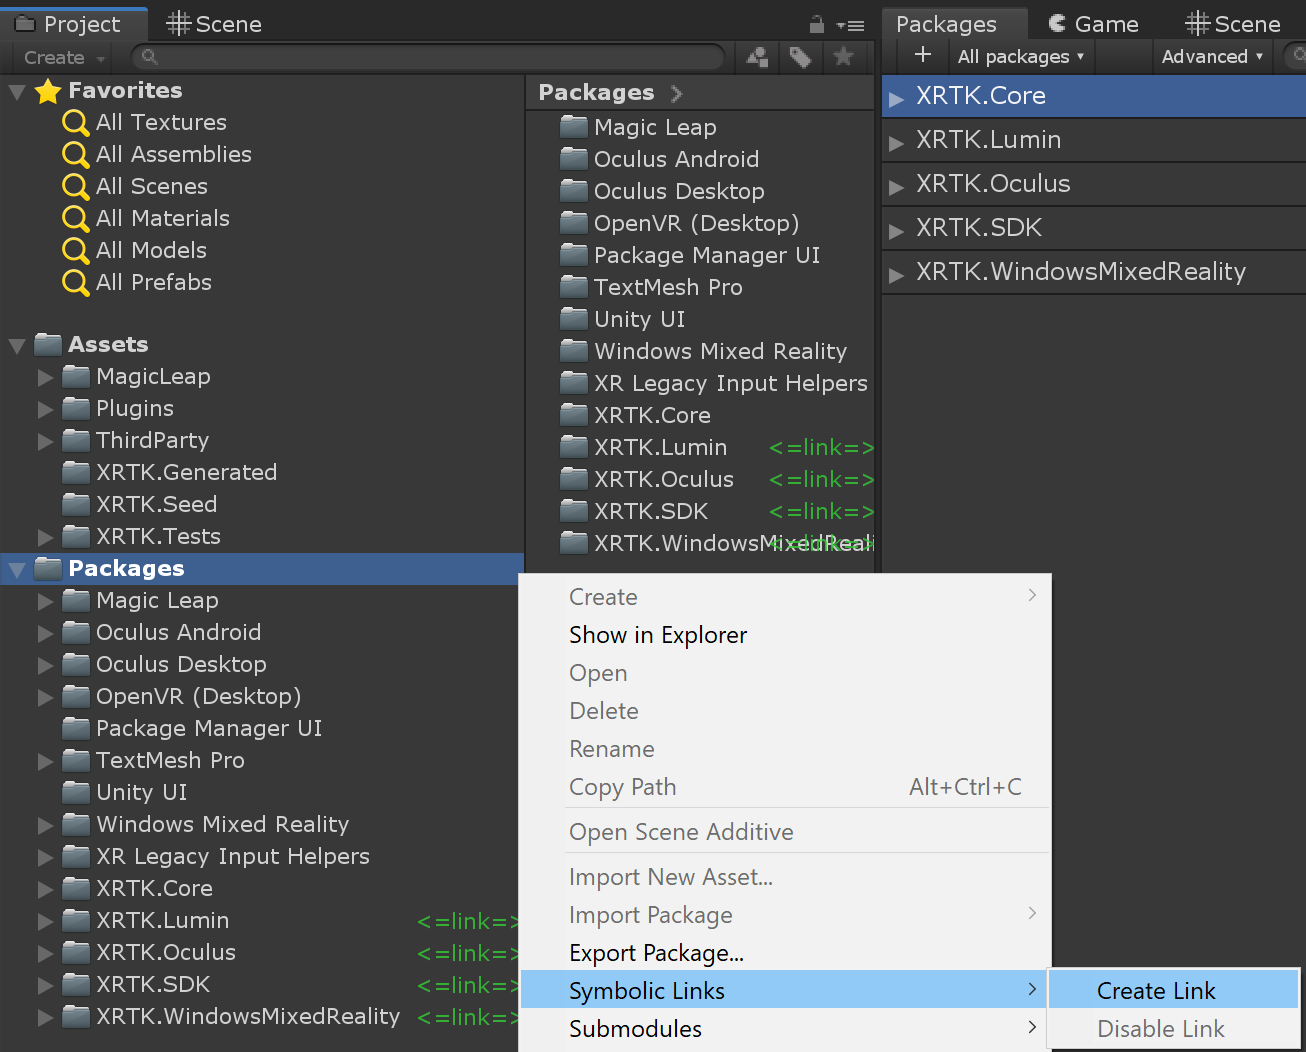 Project
Scene
Create
Favorites
All Textures
All Assemblies
All Scenes
All Materials
All Models
All Prefabs
Assets
MagicLeap
Plugins
ThirdParty
XRTK.Generated
XRTK.Seed
XRTK.Tests
Packages
Magic Leap
Oculus Android
Oculus Desktop
OpenVR (Desktop)
Package Manager UI
TextMesh Pro
Unity UI
Windows Mixed Reality
XR Legacy Input Helpers
XRTK.Core
XRTK.Lumin <=link=>
XRTK.Oculus <=link=>
XRTK.SDK <=link=>
XRTK.WindowsMixedReality <=link=>
Packages
Magic Leap
Oculus Android
Oculus Desktop
OpenVR (Desktop)
Package Manager UI
TextMesh Pro
Unity UI
Windows Mixed Reality
XR Legacy Input Helpers
XRTK.Core
XRTK.Lumin <=link=>
XRTK.Oculus <=link=>
XRTK.SDK <=link=>
XRTK.WindowsMixedReali <=link=>
Packages
Game
Scene
+ All packages Advanced
XRTK.Core
XRTK.Lumin
XRTK.Oculus
XRTK.SDK
XRTK.WindowsMixedReality
Create
Show in Explorer
Open
Delete
Rename
Copy Path Alt+Ctrl+C
Open Scene Additive
Import New Asset...
Import Package
Export Package...
Symbolic Links
Submodules
Create Link
Disable Link